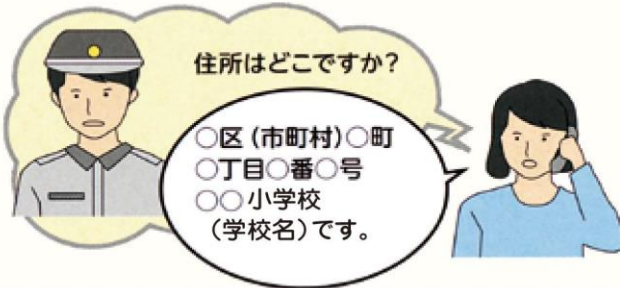 住所はどこですか?
○区(市町村)○町
○丁目○番○号
○○小学校
(学校名)です。